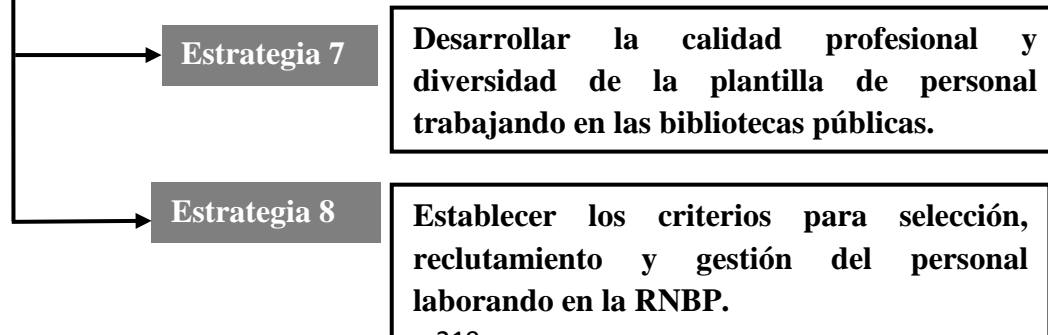 Estrategia 7
Desarrollar la calidad profesional y
diversidad de la plantilla de personal
trabajando en las bibliotecas públicas.
Estrategia 8
Establecer los criterios para selección,
reclutamiento y gestión del personal
laborando en la RNBP.